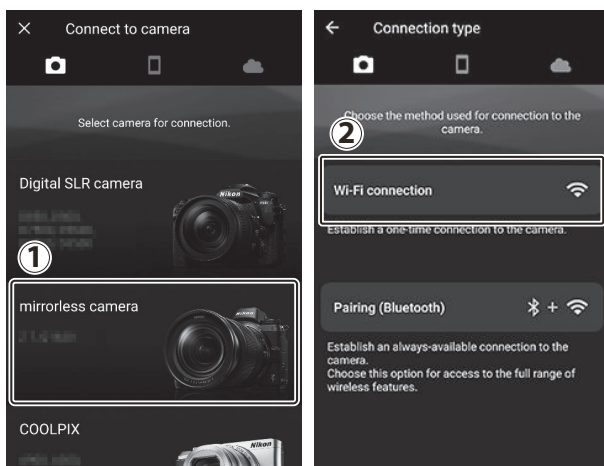 Connect to camera
Select camera for connection.
Digital SLR camera
Nikon
1
mirrorless camera
COOLPIX
Nikon
Connection type
Choose the method used for connection to the
camera.
2
Wi-Fi connection
Establish a one-time connection to the camera.
Pairing (Bluetooth)
+
Establish an always-available connection to the
camera.
Choose this option for access to the full range of
wireless features.